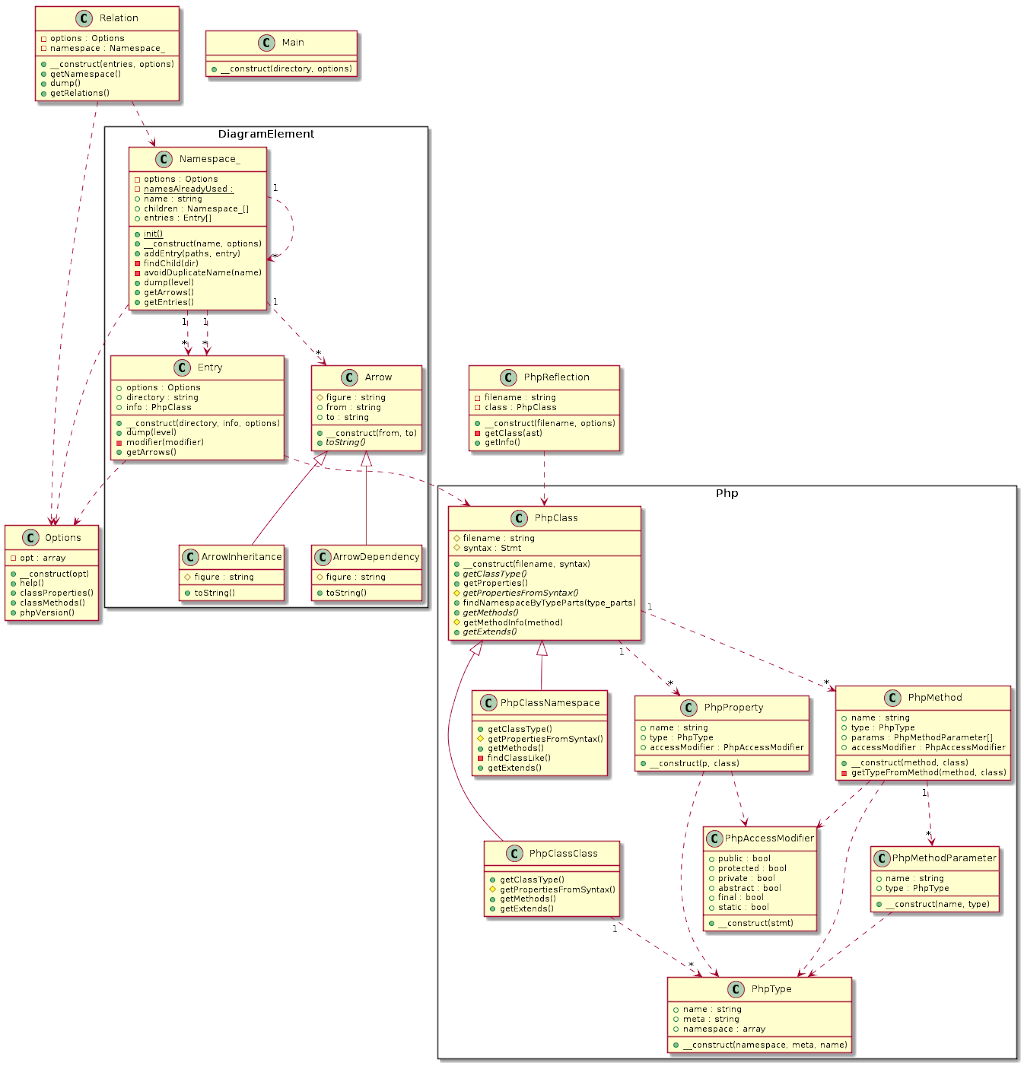 C Relation
options : Options
namespace : Namespace_
__construct(entries, options)
getNamespace()
dump()
getRelations()
C Main
__construct(directory, options)
DiagramElement
C Namespace_
options : Options
namesAlreadyUsed :
name : string
children : Namespace_[]
entries : Entry[]
init()
__construct(name, options)
addEntry(paths, entry)
findChild(dir)
avoidDuplicateName(name)
dump(level)
getArrows()
getEntries()
1
*
1
*
1
*
1
*
C Entry
options : Options
directory : string
info : PhpClass
__construct(directory, info, options)
dump(level)
modifier(modifier)
getArrows()
C Arrow
figure : string
from : string
to : string
__construct(from, to)
toString()
C PhpReflection
filename : string
class : PhpClass
__construct(filename, options)
getClass(ast)
getInfo()
C Options
opt : array
__construct(opt)
help()
classProperties()
classMethods()
phpVersion()
C ArrowInheritance
figure : string
toString()
C ArrowDependency
figure : string
toString()
Php
C PhpClass
filename : string
syntax : Stmt
__construct(filename, syntax)
getClassType()
getProperties()
getPropertiesFromSyntax()
findNamespaceByTypeParts(type_parts)
getMethods()
getMethodInfo(method)
getExtends()
1
*
1
*
C PhpClassNamespace
getClassType()
getPropertiesFromSyntax()
getMethods()
findClassLike()
getExtends()
C PhpProperty
name : string
type : PhpType
accessModifier : PhpAccessModifier
__construct(p, class)
C PhpMethod
name : string
type : PhpType
params : PhpMethodParameter[]
accessModifier : PhpAccessModifier
__construct(method, class)
getTypeFromMethod(method, class)
1
*
C PhpClassClass
getClassType()
getPropertiesFromSyntax()
getMethods()
getExtends()
C PhpAccessModifier
public : bool
protected : bool
private : bool
abstract : bool
final : bool
static : bool
__construct(stmt)
C PhpMethodParameter
name : string
type : PhpType
__construct(name, type)
1
*
C PhpType
name : string
meta : string
namespace : array
__construct(namespace, meta, name)